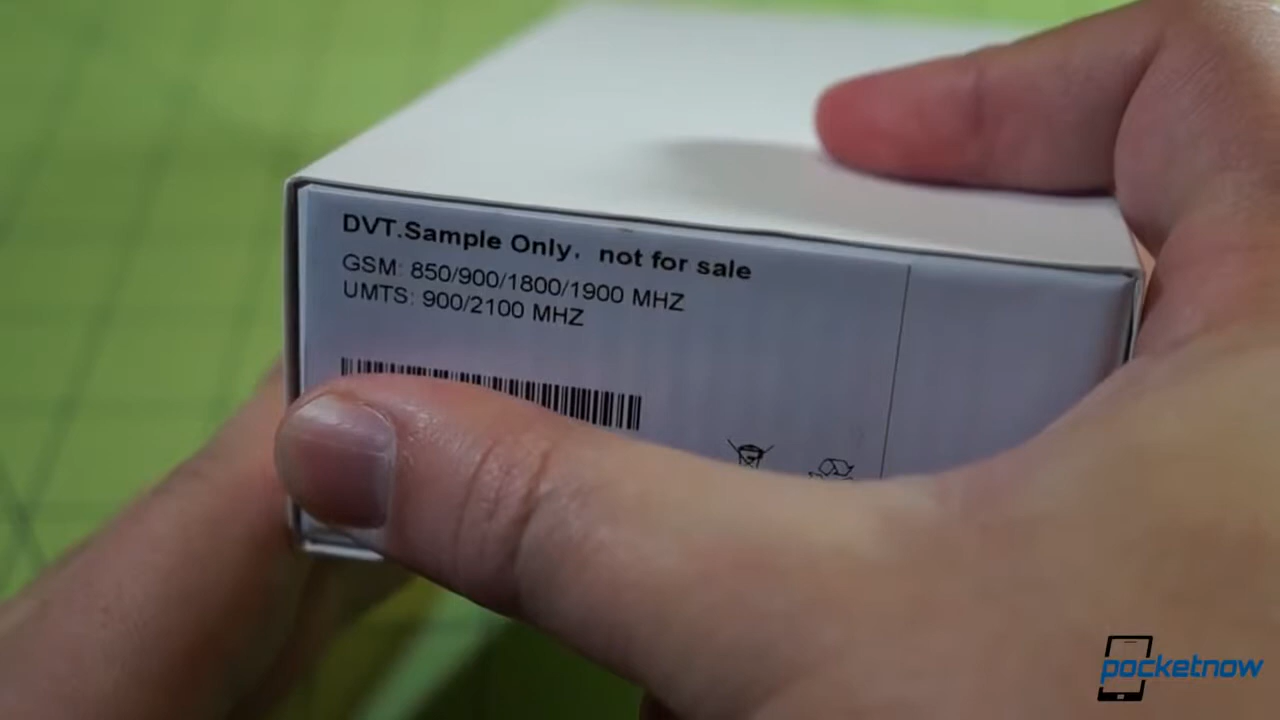 DVT.Sample Only, not for sale
GSM: 850/900/1800/1900 MHZ
UMTS: 900/2100 MHZ
pocketnow